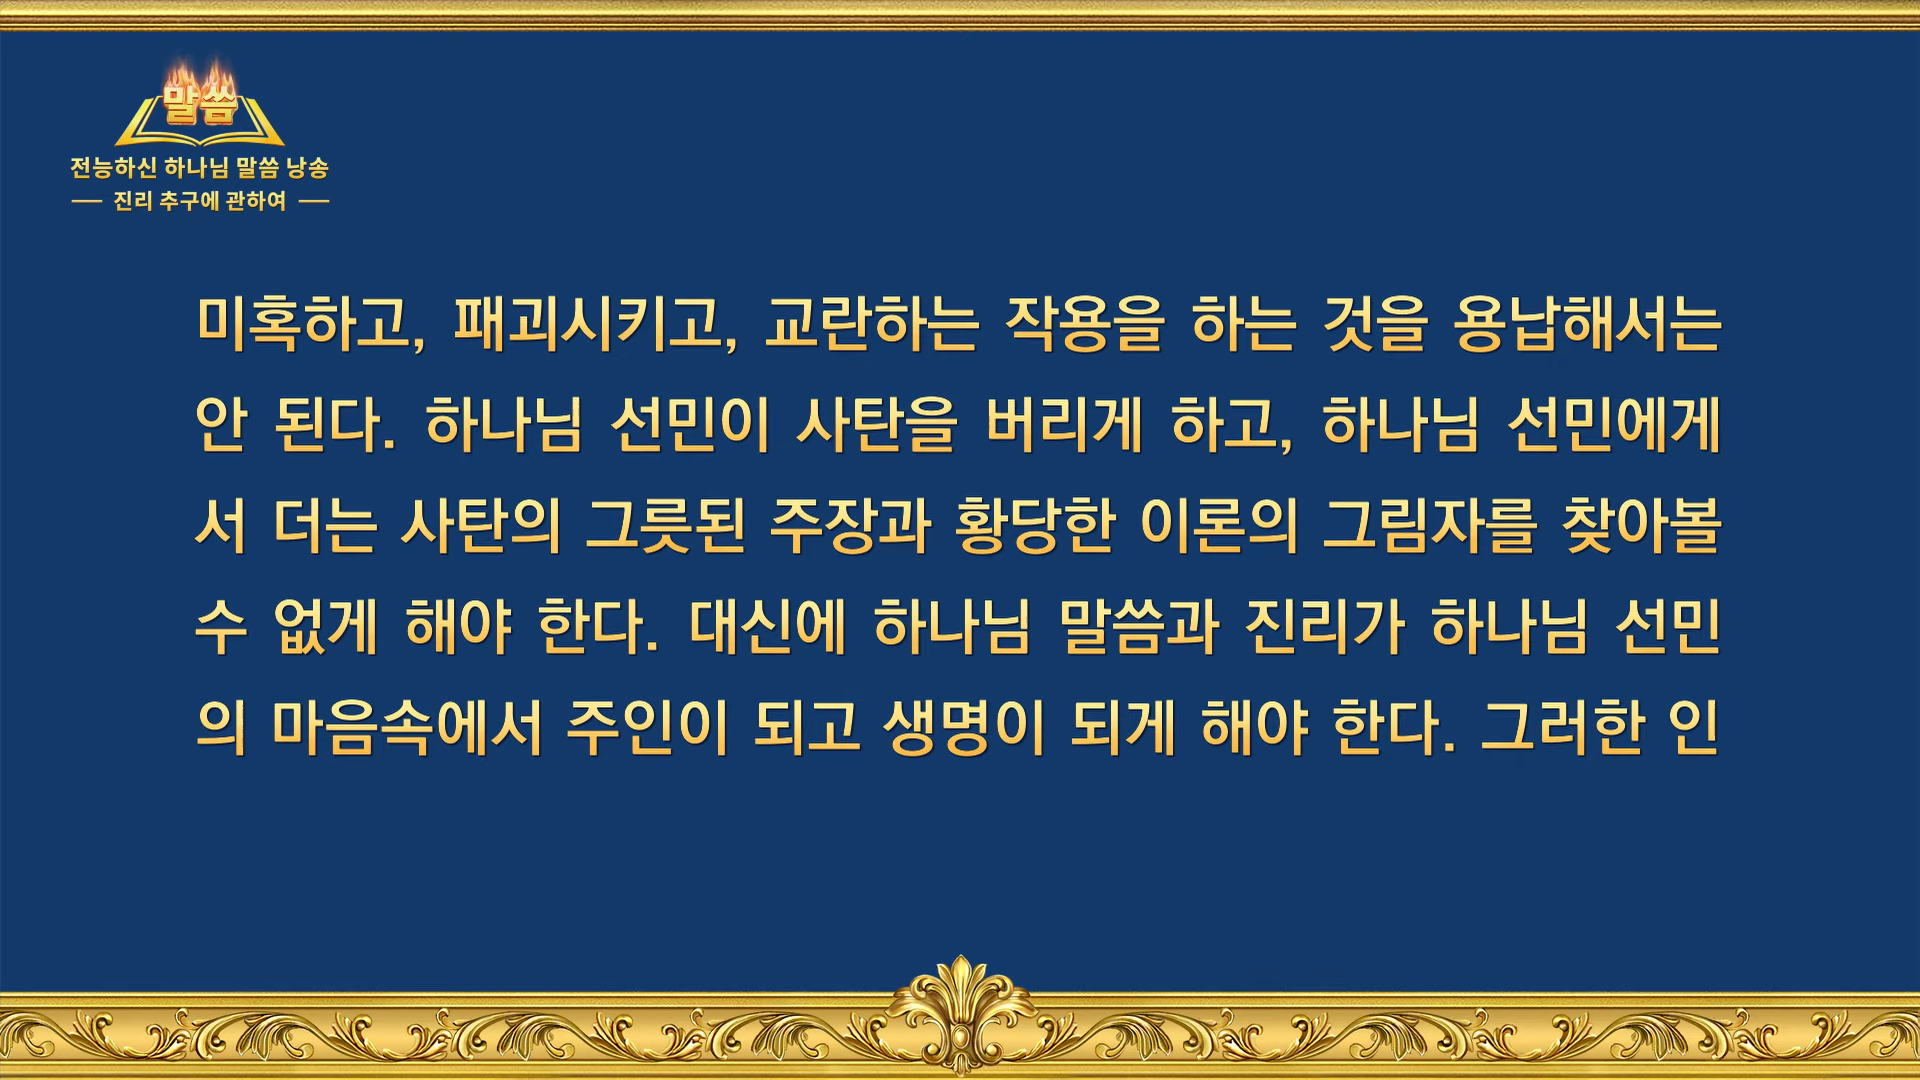 말씀
전능하신 하나님 말씀 낭송
— 진리 추구에 관하여 —
미혹하고, 패괴시키고, 교란하는 작용을 하는 것을 용납해서는
안 된다. 하나님 선민이 사탄을 버리게 하고, 하나님 선민에게
서 더는 사탄의 그릇된 주장과 황당한 이론의 그림자를 찾아볼
수 없게 해야 한다. 대신에 하나님 말씀과 진리가 하나님 선민
의 마음속에서 주인이 되고 생명이 되게 해야 한다. 그러한 인